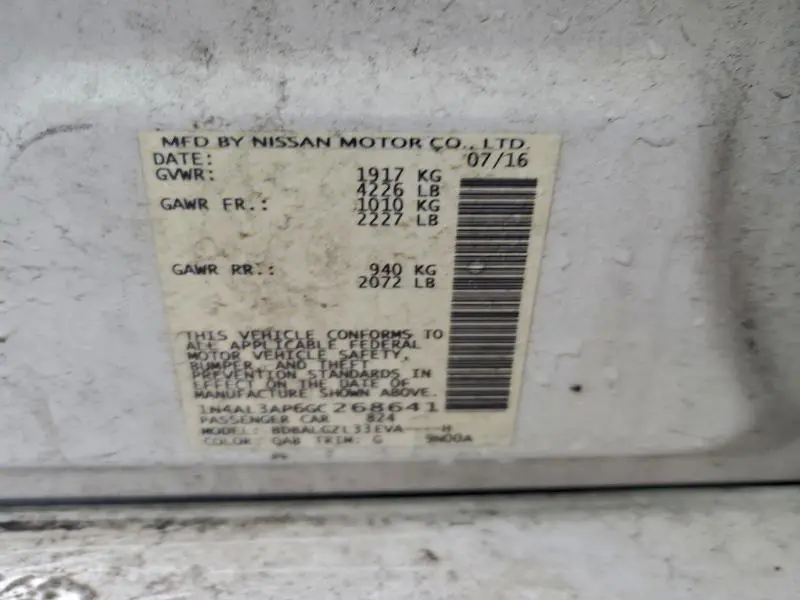 MFD BY NISSAN MOTOR CO., LTD.
DATE: 07/16
GVWR: 1917 KG
4226 LB
GAWR FR.: 1010 KG
2227 LB
GAWR RR.: 940 KG
2072 LB
THIS VEHICLE CONFORMS TO
ALL APPLICABLE FEDERAL
MOTOR VEHICLE SAFETY,
BUMPER, AND THEFT
PREVENTION STANDARDS IN
EFFECT ON THE DATE OF
MANUFACTURE SHOWN ABOVE.
1N4AL3AP6GC268641
PASSENGER CAR 824
MODEL: BDBALGZL33EVA----H
COLOR: QAB TRIM: G 9N00A